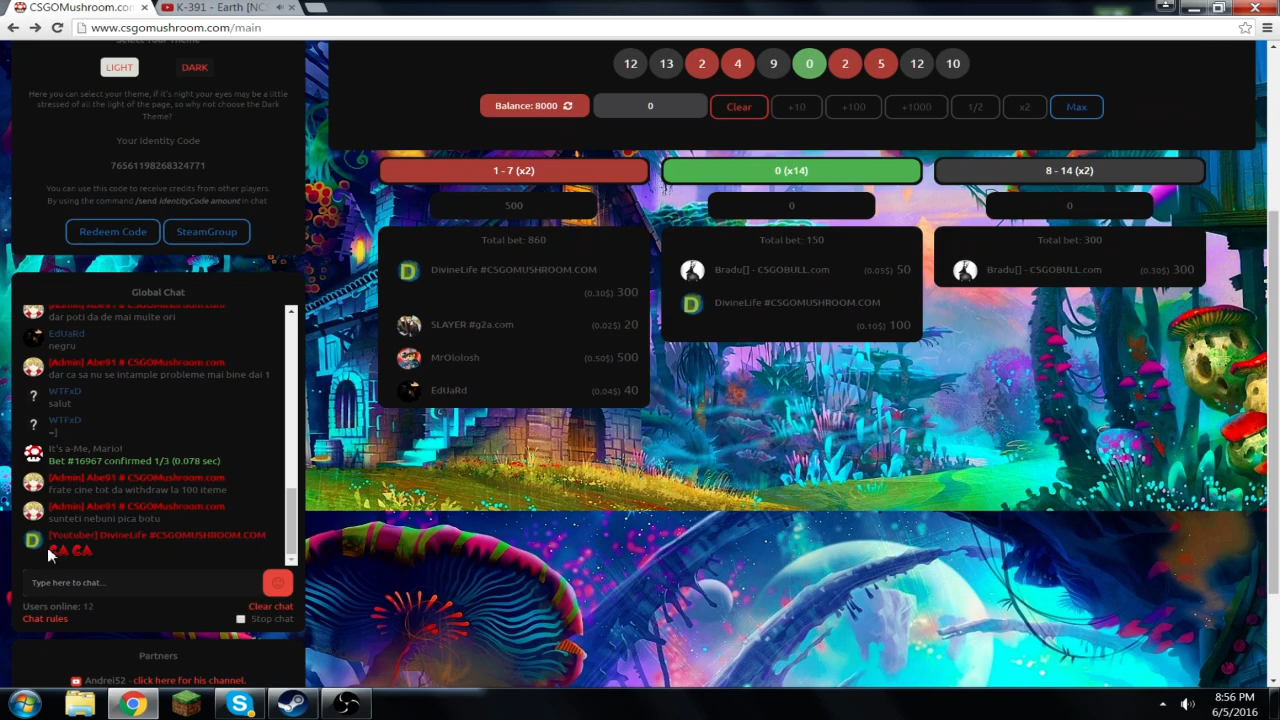 CSGOMushroom.com
K-391 - Earth [NC
www.csgomushroom.com/main
Select Your Theme
LIGHT
DARK
Here you can select your theme, if it's night your eyes may be a little
stressed of all the light of the page, so why not choose the Dark
Theme?
Your Identity Code
76561198268324771
You can use this code to receive credits from other players.
By using the command /send identityCode amount in chat
Redeem Code
SteamGroup
Global Chat
[Admin] Abe91 # CSGOMushroom.com
dar poti da de mai multe ori
EdUaRd
negru
[Admin] Abe91 # CSGOMushroom.com
dar ca sa nu se intample probleme mai bine dai 1
WTFxD
salut
WTFxD
~]
It's a-Me, Mario!
Bet #16967 confirmed 1/3 (0.078 sec)
[Admin] Abe91 # CSGOMushroom.com
frate cine tot da withdraw la 100 iteme
[Admin] Abe91 # CSGOMushroom.com
sunteti nebuni pica botu
[Youtuber] DivineLife #CSGOMUSHROOM.COM
CA CA
Type here to chat...
Users online: 12
Clear chat
Chat rules
Stop chat
Partners
Andrei52 - click here for his channel.
12 13 2 4 9 0 2 5 12 10
Balance: 8000
0
Clear
+10
+100
+1000
1/2
x2
Max
1 - 7 (x2)
0 (x14)
8 - 14 (x2)
500
0
0
Total bet: 860
DivineLife #CSGOMUSHROOM.COM
(0.30$) 300
SLAYER #g2a.com (0.02$) 20
MrOlolosh (0.50$) 500
EdUaRd (0.04$) 40
Total bet: 150
Bradu[] - CSGOBULL.com (0.05$) 50
DivineLife #CSGOMUSHROOM.COM
(0.10$) 100
Total bet: 300
Bradu[] - CSGOBULL.com (0.30$) 300
8:56 PM
6/5/2016